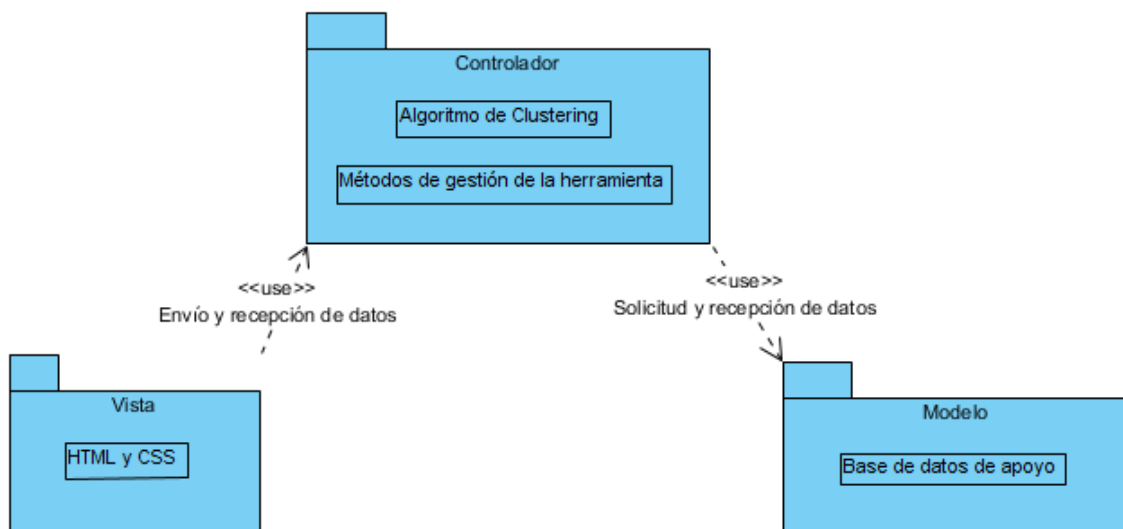 Controlador
Algoritmo de Clustering
Métodos de gestión de la herramienta
<<use>>
Envío y recepción de datos
<<use>>
Solicitud y recepción de datos
Vista
HTML y CSS
Modelo
Base de datos de apoyo